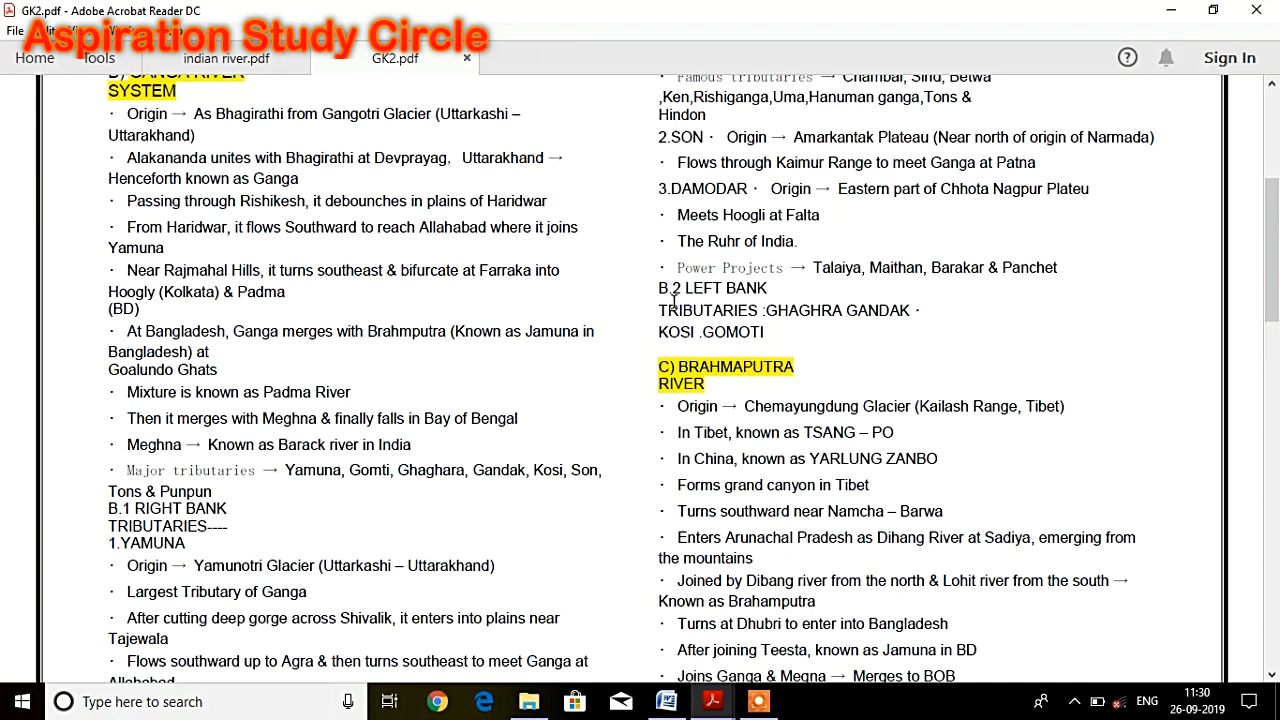 GK2.pdf - Adobe Acrobat Reader DC
Aspiration Study Circle
Home
Tools
indian river.pdf
GK2.pdf
Sign In
SYSTEM
· Origin → As Bhagirathi from Gangotri Glacier (Uttarkashi –
Uttarakhand)
· Alakananda unites with Bhagirathi at Devprayag, Uttarakhand →
Henceforth known as Ganga
· Passing through Rishikesh, it debounches in plains of Haridwar
· From Haridwar, it flows Southward to reach Allahabad where it joins
Yamuna
· Near Rajmahal Hills, it turns southeast & bifurcate at Farraka into
Hoogly (Kolkata) & Padma
(BD)
· At Bangladesh, Ganga merges with Brahmputra (Known as Jamuna in
Bangladesh) at
Goalundo Ghats
· Mixture is known as Padma River
· Then it merges with Meghna & finally falls in Bay of Bengal
· Meghna → Known as Barack river in India
· Major tributaries → Yamuna, Gomti, Ghaghara, Gandak, Kosi, Son,
Tons & Punpun
B.1 RIGHT BANK
TRIBUTARIES----
1.YAMUNA
· Origin → Yamunotri Glacier (Uttarkashi – Uttarakhand)
· Largest Tributary of Ganga
· After cutting deep gorge across Shivalik, it enters into plains near
Tajewala
· Flows southward up to Agra & then turns southeast to meet Ganga at
Allahabad
· Famous tributaries → Chambal, Sind, Betwa
,Ken,Rishiganga,Uma,Hanuman ganga,Tons &
Hindon
2.SON · Origin → Amarkantak Plateau (Near north of origin of Narmada)
· Flows through Kaimur Range to meet Ganga at Patna
3.DAMODAR · Origin → Eastern part of Chhota Nagpur Plateu
· Meets Hoogli at Falta
· The Ruhr of India.
· Power Projects → Talaiya, Maithan, Barakar & Panchet
B.2 LEFT BANK
TRIBUTARIES :GHAGHRA GANDAK ·
KOSI .GOMOTI
C) BRAHMAPUTRA
RIVER
· Origin → Chemayungdung Glacier (Kailash Range, Tibet)
· In Tibet, known as TSANG – PO
· In China, known as YARLUNG ZANBO
· Forms grand canyon in Tibet
· Turns southward near Namcha – Barwa
· Enters Arunachal Pradesh as Dihang River at Sadiya, emerging from
the mountains
· Joined by Dibang river from the north & Lohit river from the south →
Known as Brahamputra
· Turns at Dhubri to enter into Bangladesh
· After joining Teesta, known as Jamuna in BD
· Joins Ganga & Megna → Merges to BOB
Type here to search
ENG
11:30
26-09-2019